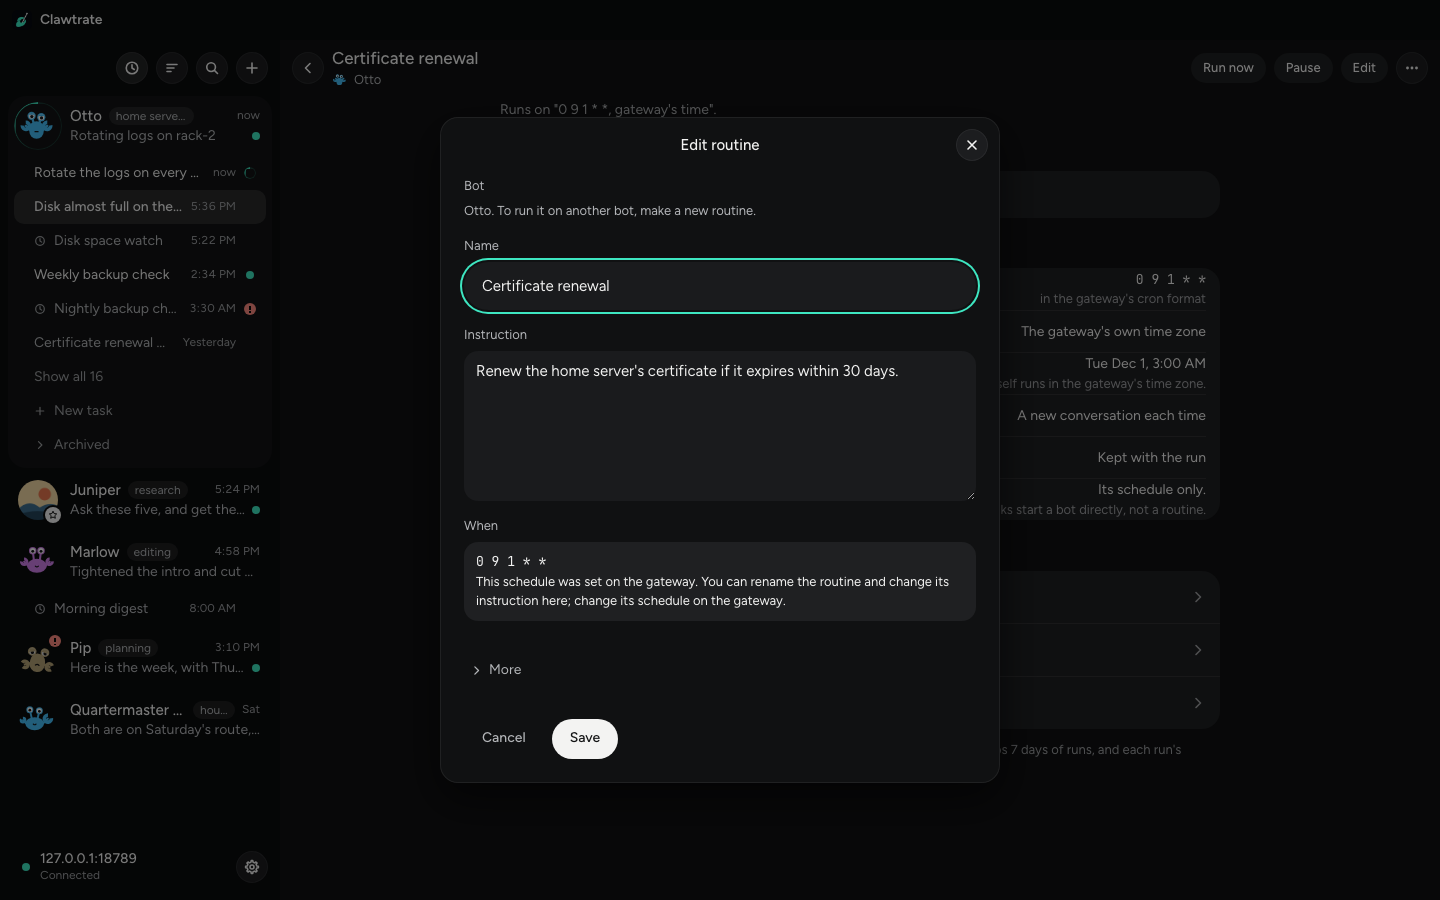 Clawtrate
Otto
home serve...
now
Rotating logs on rack-2
Rotate the logs on every ...
now
Disk almost full on the...
5:36 PM
Disk space watch
5:22 PM
Weekly backup check
2:34 PM
Nightly backup ch...
3:30 AM
Certificate renewal ...
Yesterday
Show all 16
New task
Archived
Juniper
research
5:24 PM
Ask these five, and get the...
Marlow
editing
4:58 PM
Tightened the intro and cut ...
Morning digest
8:00 AM
Pip
planning
3:10 PM
Here is the week, with Thu...
Quartermaster ...
hou...
Sat
Both are on Saturday's route,...
127.0.0.1:18789
Connected
Certificate renewal
Otto
Run now
Pause
Edit
Runs on "0 9 1 * *, gateway's time".
Edit routine
Bot
Otto. To run it on another bot, make a new routine.
Name
Certificate renewal
Instruction
Renew the home server's certificate if it expires within 30 days.
When
0 9 1 * *
This schedule was set on the gateway. You can rename the routine and change its
instruction here; change its schedule on the gateway.
More
Cancel
Save
0 9 1 * *
in the gateway's cron format
The gateway's own time zone
Tue Dec 1, 3:00 AM
self runs in the gateway's time zone.
A new conversation each time
Kept with the run
Its schedule only.
ks start a bot directly, not a routine.
s 7 days of runs, and each run's